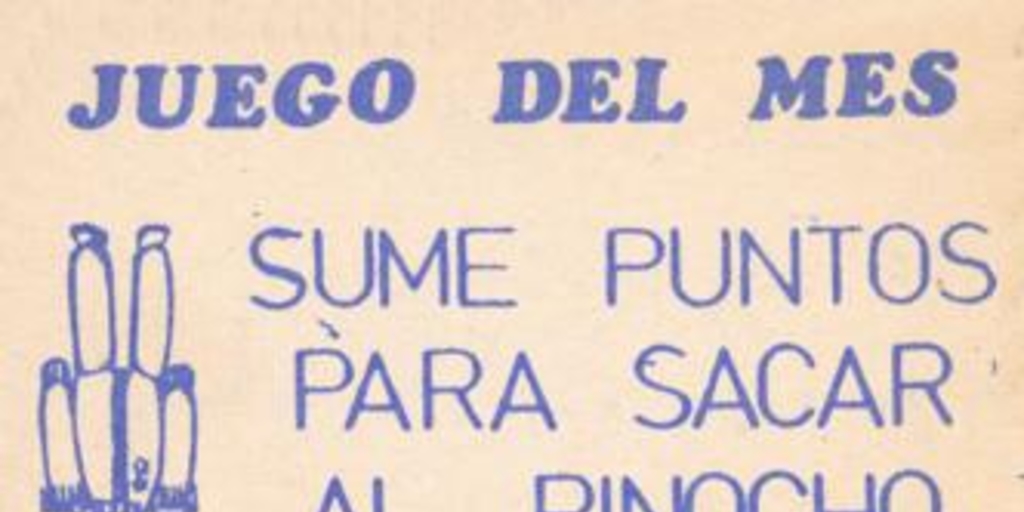 JUEGO DEL MES
SUME PUNTOS
PARA SACAR
AL PINOCHO